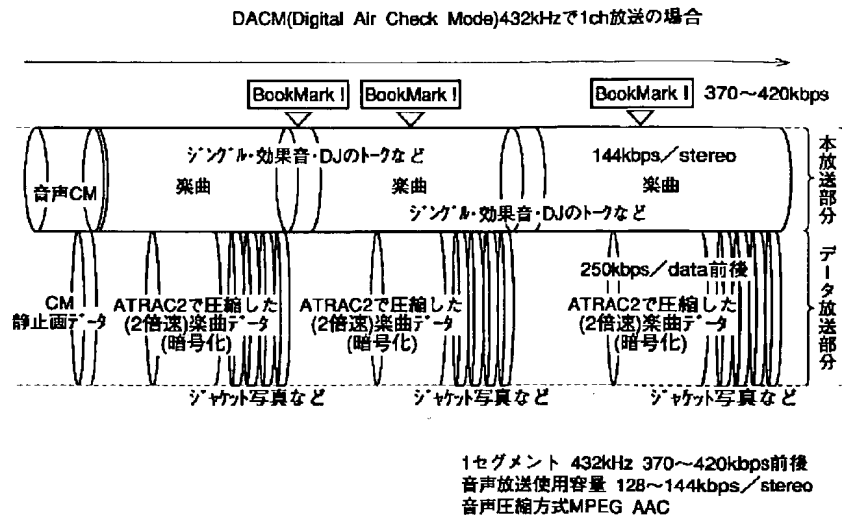 DACM(Digital Air Check Mode)432kHzで1ch放送の場合
BookMark!
BookMark!
BookMark!
370〜420kbps
ジングル・効果音・DJのトークなど
144kbps/stereo
音声CM
楽曲
楽曲
楽曲
ジングル・効果音・DJのトークなど
本放送部分
250kbps/data前後
CM
静止画データ
ATRAC2で圧縮した
(2倍速)楽曲データ
(暗号化)
ATRAC2で圧縮した
(2倍速)楽曲データ
(暗号化)
ATRAC2で圧縮した
(2倍速)楽曲データ
(暗号化)
データ放送部分
ジャケット写真など
ジャケット写真など
ジャケット写真など
1セグメント 432kHz 370〜420kbps前後
音声放送使用容量 128〜144kbps/stereo
音声圧縮方式MPEG AAC